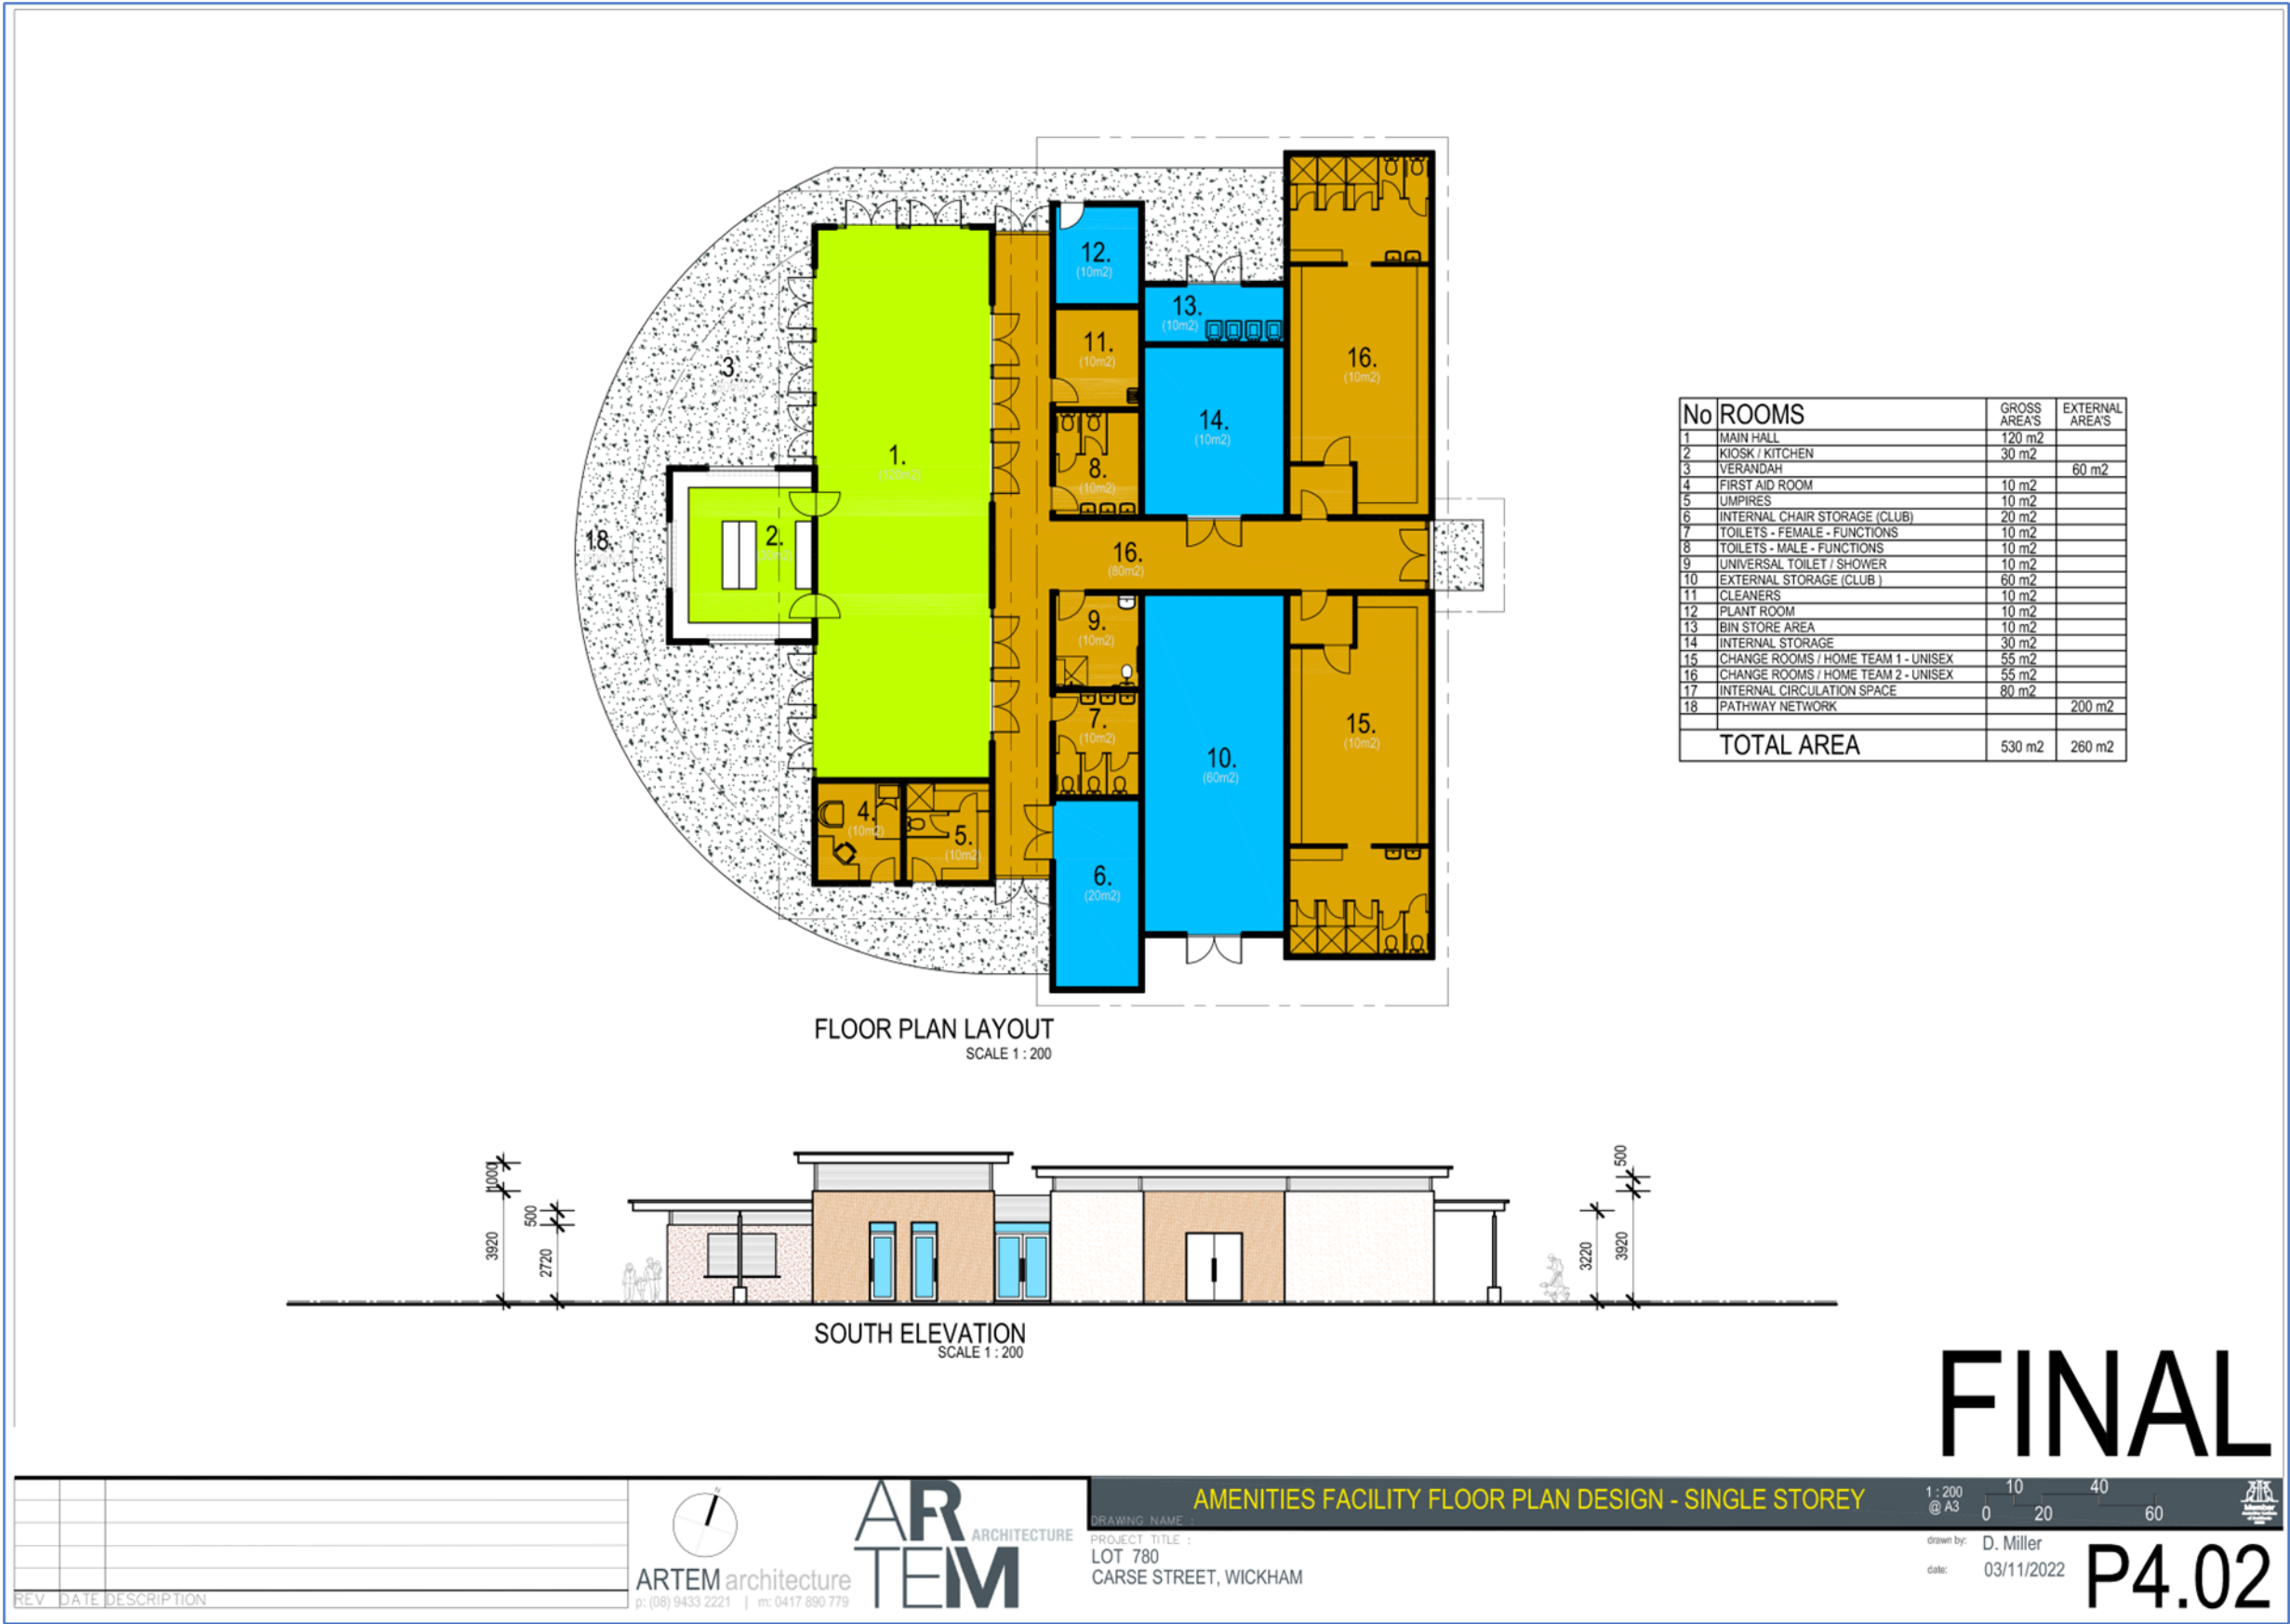 12.
(10m2)
13.
(10m2)
11.
(10m2)
16.
(10m2)
3.
14.
(10m2)
1.
(120m2)
8.
(10m2)
2.
18.
16.
(80m2)
9.
(10m2)
7.
(10m2)
15.
(10m2)
10.
(60m2)
4.
(10m2)
5.
(10m2)
6.
(20m2)
FLOOR PLAN LAYOUT
SCALE 1 : 200
No ROOMS GROSS AREA'S EXTERNAL AREA'S
1 MAIN HALL 120 m2
2 KIOSK / KITCHEN 30 m2
3 VERANDAH 60 m2
4 FIRST AID ROOM 10 m2
5 UMPIRES 10 m2
6 INTERNAL CHAIR STORAGE (CLUB) 20 m2
7 TOILETS - FEMALE - FUNCTIONS 10 m2
8 TOILETS - MALE - FUNCTIONS 10 m2
9 UNIVERSAL TOILET / SHOWER 10 m2
10 EXTERNAL STORAGE (CLUB ) 60 m2
11 CLEANERS 10 m2
12 PLANT ROOM 10 m2
13 BIN STORE AREA 10 m2
14 INTERNAL STORAGE 30 m2
15 CHANGE ROOMS / HOME TEAM 1 - UNISEX 55 m2
16 CHANGE ROOMS / HOME TEAM 2 - UNISEX 55 m2
17 INTERNAL CIRCULATION SPACE 80 m2
18 PATHWAY NETWORK 200 m2
TOTAL AREA 530 m2 260 m2
1000
3920
500
2720
500
3220
3920
SOUTH ELEVATION
SCALE 1 : 200
FINAL
REV DATE DESCRIPTION
N
ARTEM architecture
p: (08) 9433 2221 | m: 0417 890 779
ARTEM ARCHITECTURE
DRAWING NAME :
AMENITIES FACILITY FLOOR PLAN DESIGN - SINGLE STOREY
PROJECT TITLE :
LOT 780
CARSE STREET, WICKHAM
1 : 200
@ A3
10 40
0 20 60
Member
drawn by: D. Miller
date: 03/11/2022
P4.02